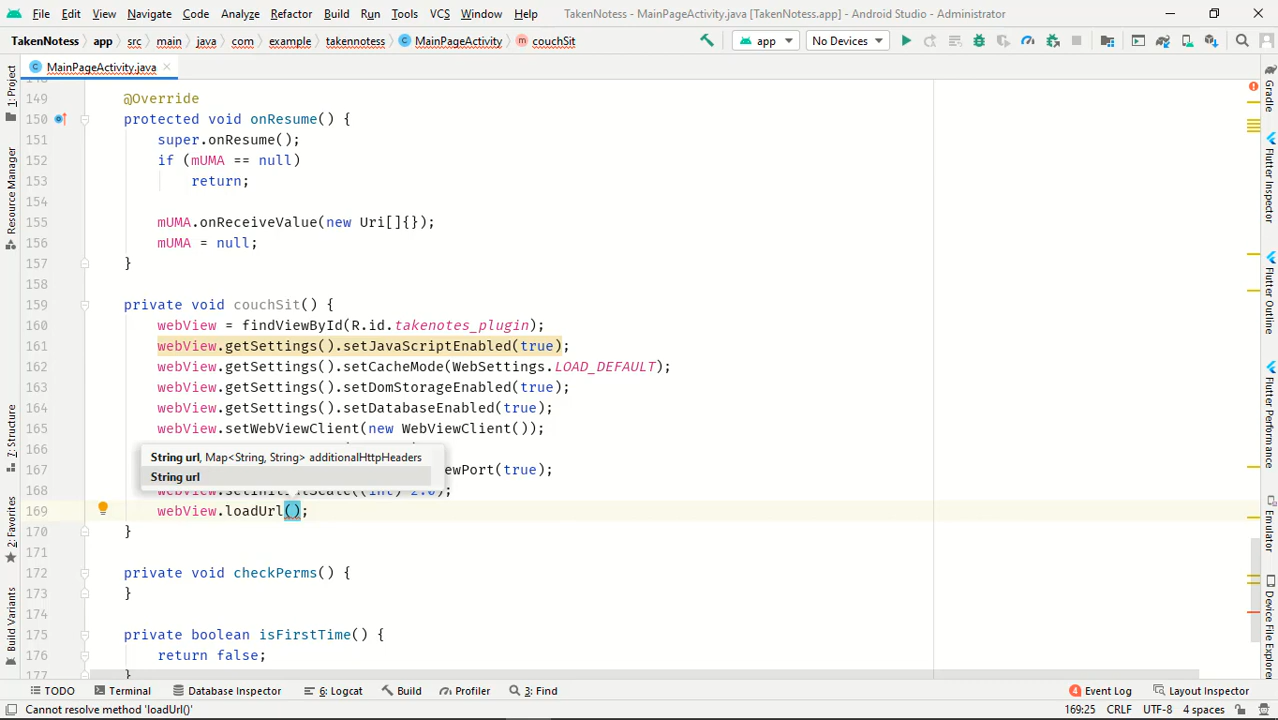 File Edit View Navigate Code Analyze Refactor Build Run Tools VCS Window Help TakenNotess - MainPageActivity.java [TakenNotess.app] - Android Studio - Administrator
TakenNotess app src main java com example takennotess MainPageActivity couchSit app No Devices
MainPageActivity.java
1: Project
Resource Manager
Z: Structure
2: Favorites
Build Variants
149 @Override
150 protected void onResume() {
151 super.onResume();
152 if (mUMA == null)
153 return;
154
155 mUMA.onReceiveValue(new Uri[]{});
156 mUMA = null;
157 }
158
159 private void couchSit() {
160 webView = findViewById(R.id.takenotes_plugin);
161 webView.getSettings().setJavaScriptEnabled(true);
162 webView.getSettings().setCacheMode(WebSettings.LOAD_DEFAULT);
163 webView.getSettings().setDomStorageEnabled(true);
164 webView.getSettings().setDatabaseEnabled(true);
165 webView.setWebViewClient(new WebViewClient());
166
String url, Map<String, String> additionalHttpHeaders
167 ewPort(true);
String url
168
169 webView.loadUrl();
170 }
171
172 private void checkPerms() {
173 }
174
175 private boolean isFirstTime() {
176 return false;
177 }
Gradle
Flutter Inspector
Flutter Outline
Flutter Performance
Emulator
Device File Explorer
TODO Terminal Database Inspector 6: Logcat Build Profiler 3: Find 4 Event Log Layout Inspector
Cannot resolve method 'loadUrl()' 169:25 CRLF UTF-8 4 spaces